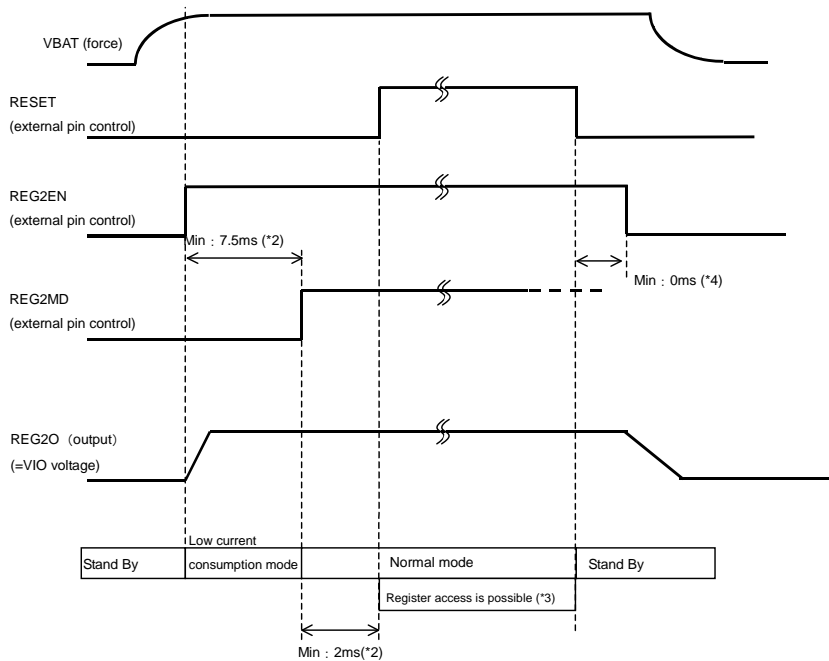 VBAT (force)
RESET
(external pin control)
REG2EN
(external pin control)
Min : 7.5ms (*2)
Min : 0ms (*4)
REG2MD
(external pin control)
REG2O (output)
(=VIO voltage)
Low current
Stand By
consumption mode
Normal mode
Stand By
Register access is possible (*3)
Min : 2ms(*2)